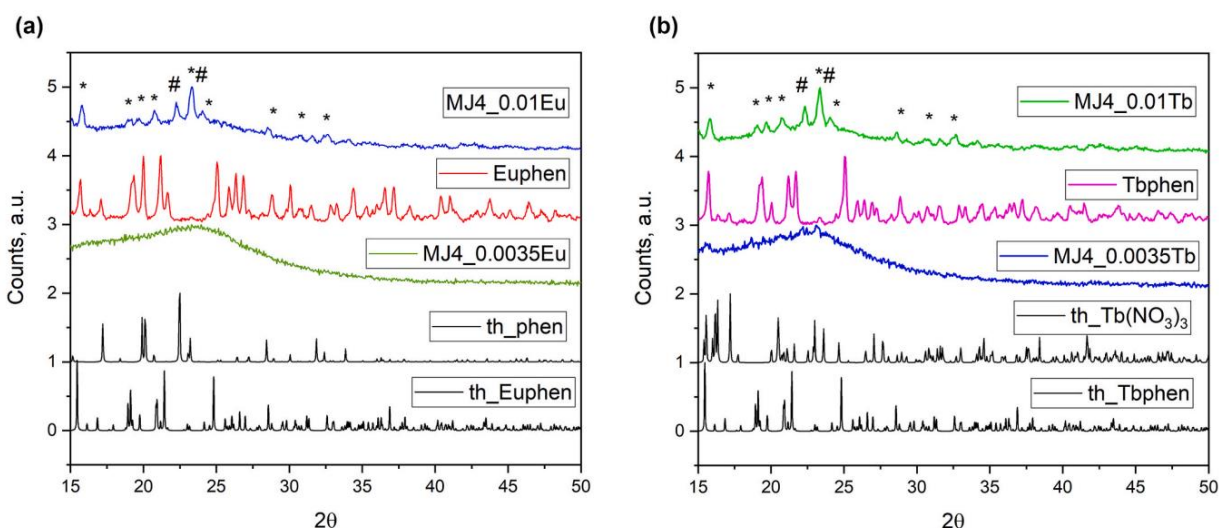 (a)
5
4
3
2
1
0
Counts, a.u.
* * * * # * # * * * *
MJ4_0.01Eu
Euphen
MJ4_0.0035Eu
th_phen
th_Euphen
15 20 25 30 35 40 45 50
2θ
(b)
5
4
3
2
1
0
Counts, a.u.
* * * * # * # * * * *
MJ4_0.01Tb
Tbphen
MJ4_0.0035Tb
th_Tb(NO₃)₃
th_Tbphen
15 20 25 30 35 40 45 50
2θ